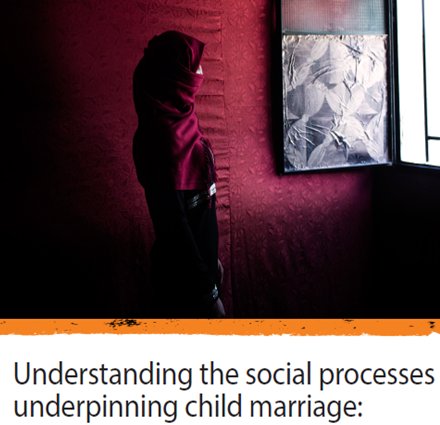 Understanding the social processes
underpinning child marriage: